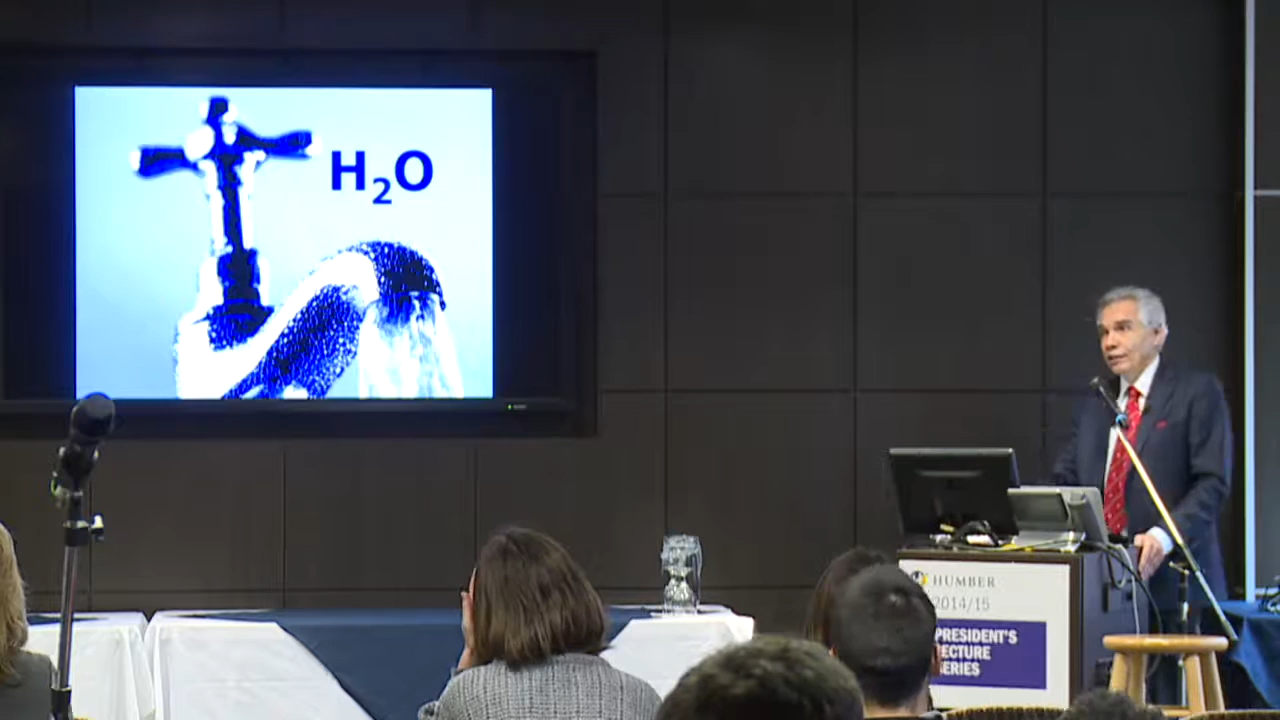 H₂O
HUMBER
2014/15
PRESIDENT'S
LECTURE
SERIES